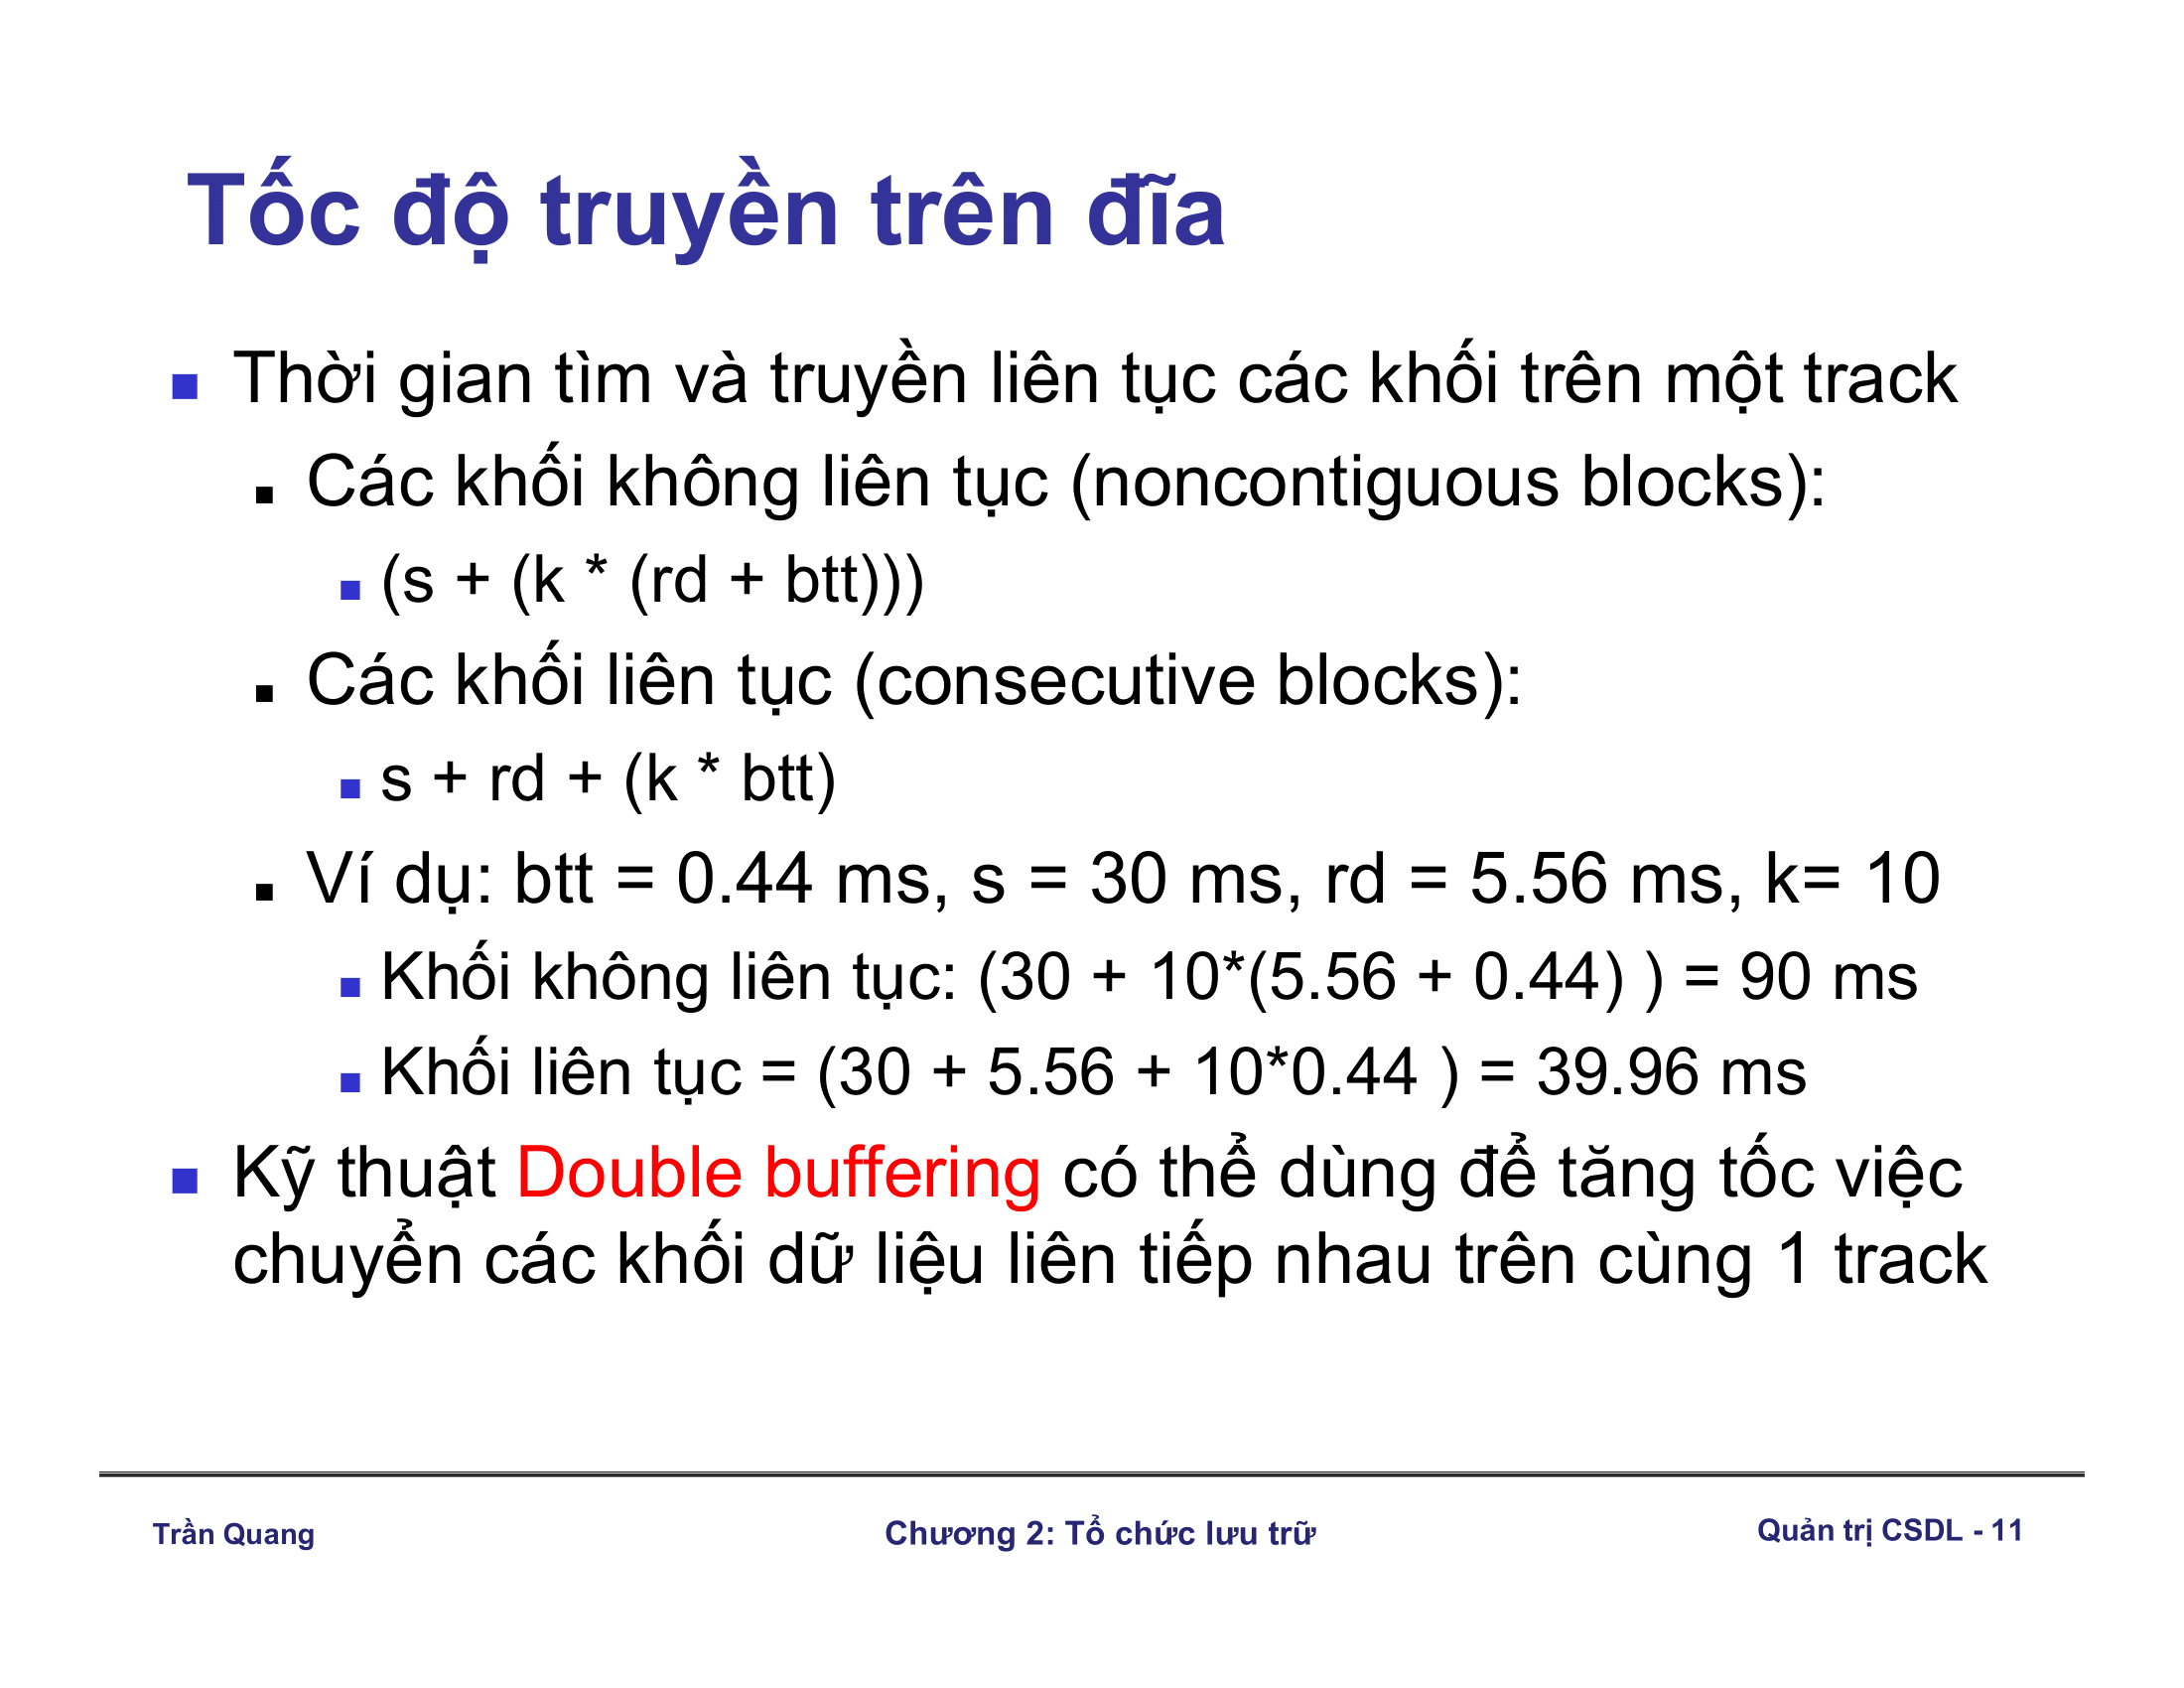 Tốc độ truyền trên đĩa
Thời gian tìm và truyền liên tục các khối trên một track
Các khối không liên tục (noncontiguous blocks):
(s + (k * (rd + btt)))
Các khối liên tục (consecutive blocks):
s + rd + (k * btt)
Ví dụ: btt = 0.44 ms, s = 30 ms, rd = 5.56 ms, k= 10
Khối không liên tục: (30 + 10*(5.56 + 0.44) ) = 90 ms
Khối liên tục = (30 + 5.56 + 10*0.44 ) = 39.96 ms
Kỹ thuật Double buffering có thể dùng để tăng tốc việc
chuyển các khối dữ liệu liên tiếp nhau trên cùng 1 track
Trần Quang
Chương 2: Tổ chức lưu trữ
Quản trị CSDL - 11